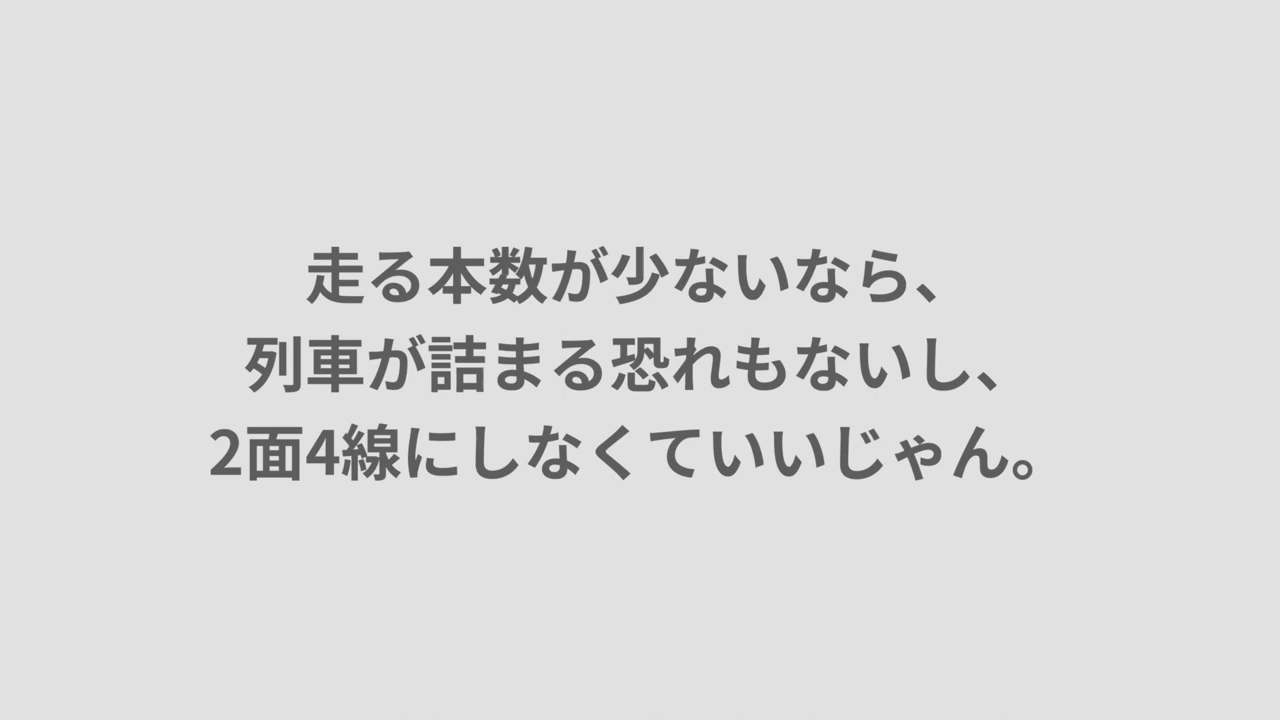 走る本数が少ないなら、
列車が詰まる恐れもないし、
2面4線にしなくていいじゃん。